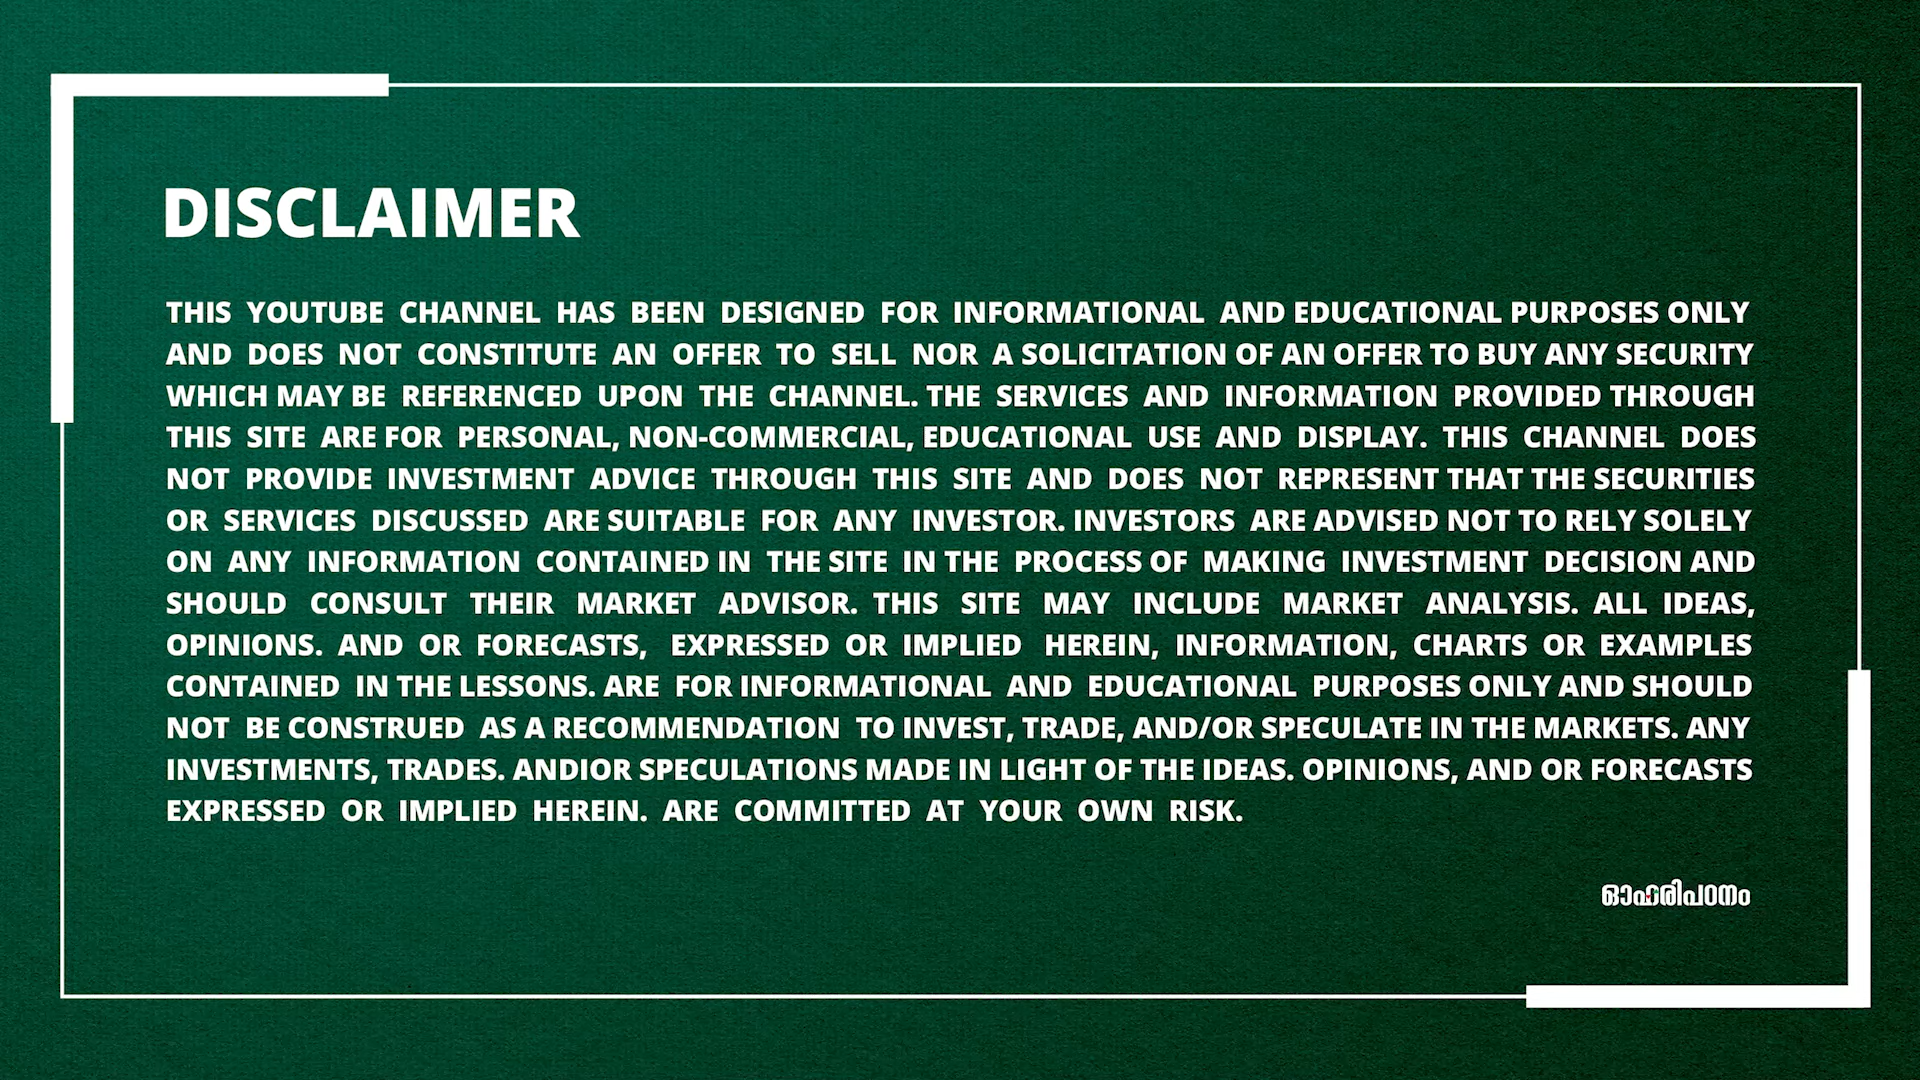 DISCLAIMER
THIS YOUTUBE CHANNEL HAS BEEN DESIGNED FOR INFORMATIONAL AND EDUCATIONAL PURPOSES ONLY
AND DOES NOT CONSTITUTE AN OFFER TO SELL NOR A SOLICITATION OF AN OFFER TO BUY ANY SECURITY
WHICH MAY BE REFERENCED UPON THE CHANNEL. THE SERVICES AND INFORMATION PROVIDED THROUGH
THIS SITE ARE FOR PERSONAL, NON-COMMERCIAL, EDUCATIONAL USE AND DISPLAY. THIS CHANNEL DOES
NOT PROVIDE INVESTMENT ADVICE THROUGH THIS SITE AND DOES NOT REPRESENT THAT THE SECURITIES
OR SERVICES DISCUSSED ARE SUITABLE FOR ANY INVESTOR. INVESTORS ARE ADVISED NOT TO RELY SOLELY
ON ANY INFORMATION CONTAINED IN THE SITE IN THE PROCESS OF MAKING INVESTMENT DECISION AND
SHOULD CONSULT THEIR MARKET ADVISOR. THIS SITE MAY INCLUDE MARKET ANALYSIS. ALL IDEAS,
OPINIONS. AND OR FORECASTS, EXPRESSED OR IMPLIED HEREIN, INFORMATION, CHARTS OR EXAMPLES
CONTAINED IN THE LESSONS. ARE FOR INFORMATIONAL AND EDUCATIONAL PURPOSES ONLY AND SHOULD
NOT BE CONSTRUED AS A RECOMMENDATION TO INVEST, TRADE, AND/OR SPECULATE IN THE MARKETS. ANY
INVESTMENTS, TRADES. ANDIOR SPECULATIONS MADE IN LIGHT OF THE IDEAS. OPINIONS, AND OR FORECASTS
EXPRESSED OR IMPLIED HEREIN. ARE COMMITTED AT YOUR OWN RISK.
ഓഹരിപഠനം